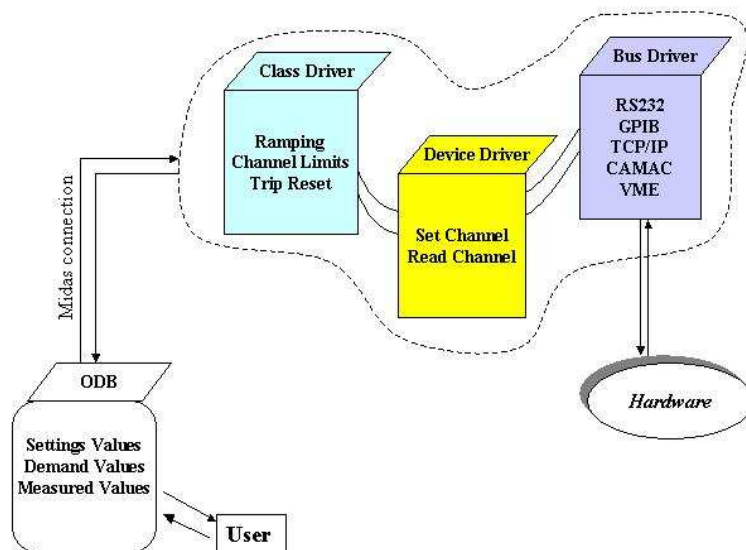 Class Driver
Ramping
Channel Limits
Trip Reset
Device Driver
Set Channel
Read Channel
Bus Driver
RS232
GPIB
TCP/IP
CAMAC
VME
Midas connection
ODB
Settings Values
Demand Values
Measured Values
User
Hardware